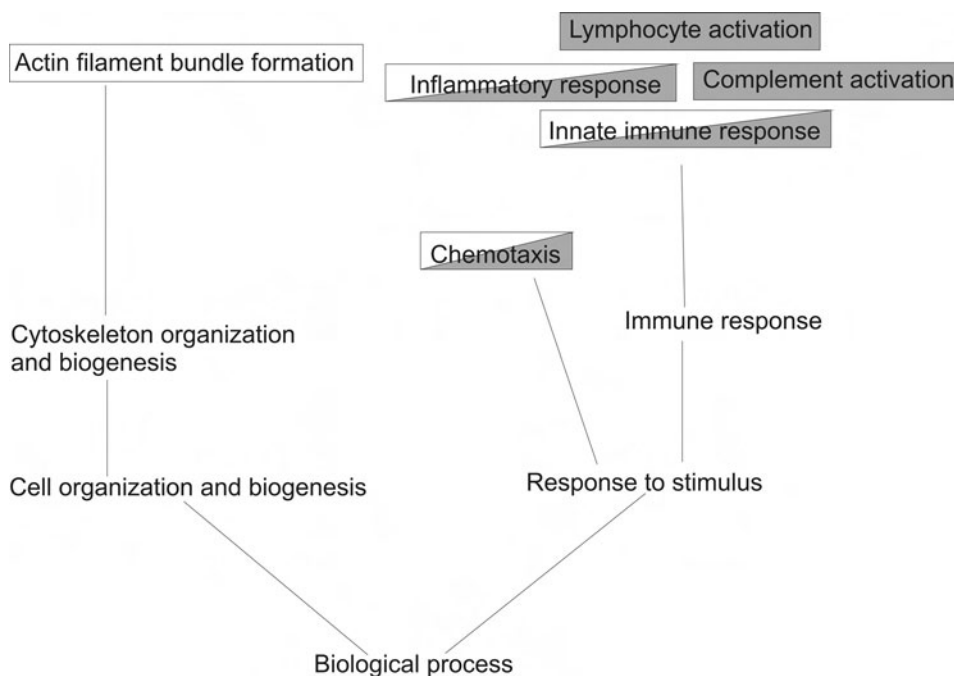 Lymphocyte activation
Actin filament bundle formation
Inflammatory response
Complement activation
Innate immune response
Chemotaxis
Immune response
Cytoskeleton organization
and biogenesis
Cell organization and biogenesis
Response to stimulus
Biological process